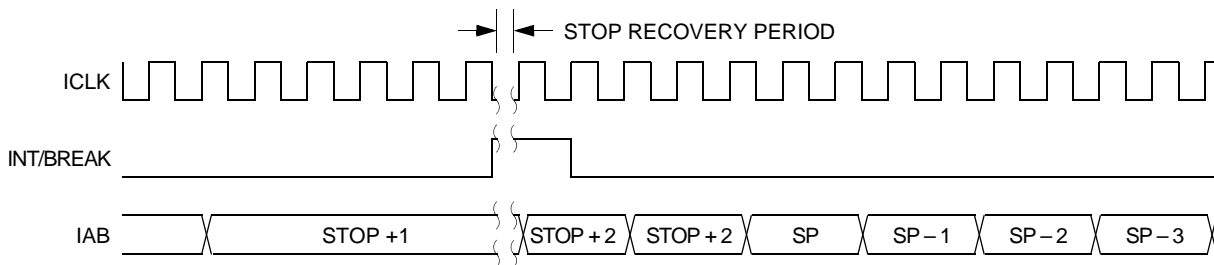 STOP RECOVERY PERIOD
ICLK
INT/BREAK
IAB STOP +1 STOP + 2 STOP + 2 SP SP – 1 SP – 2 SP – 3